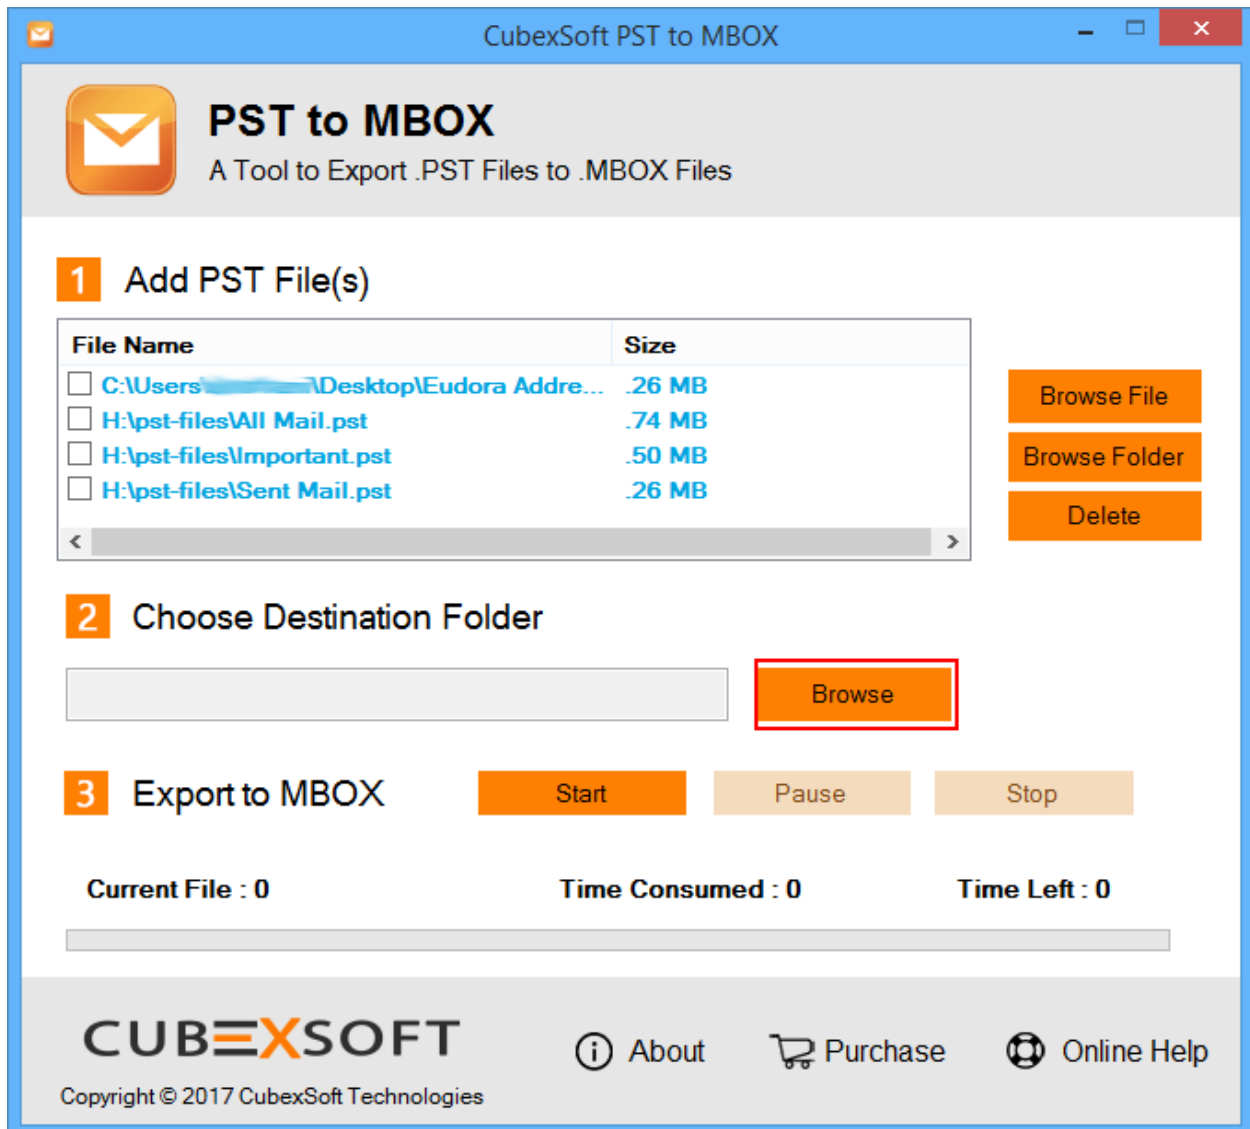 CubexSoft PST to MBOX
PST to MBOX
A Tool to Export .PST Files to .MBOX Files
1 Add PST File(s)
File Name Size
C:\Users\ \Desktop\Eudora Addre... .26 MB
H:\pst-files\All Mail.pst .74 MB
H:\pst-files\Important.pst .50 MB
H:\pst-files\Sent Mail.pst .26 MB
Browse File
Browse Folder
Delete
2 Choose Destination Folder
Browse
3 Export to MBOX Start Pause Stop
Current File : 0 Time Consumed : 0 Time Left : 0
CUBEXSOFT
About Purchase Online Help
Copyright © 2017 CubexSoft Technologies